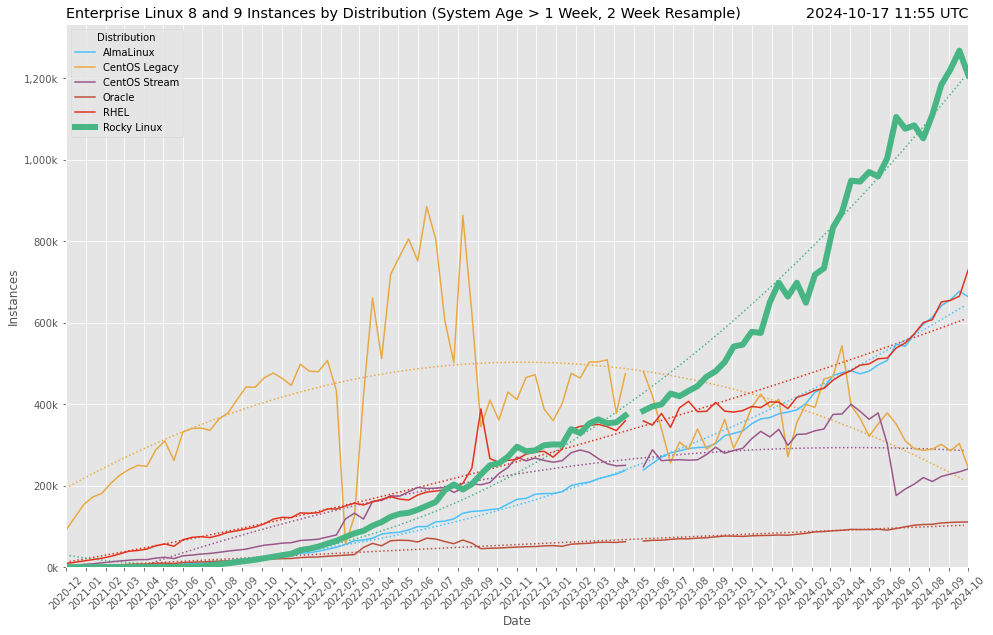 Enterprise Linux 8 and 9 Instances by Distribution (System Age > 1 Week, 2 Week Resample) 2024-10-17 11:55 UTC
Distribution
AlmaLinux
CentOS Legacy
CentOS Stream
Oracle
RHEL
Rocky Linux
1,200k
1,000k
800k
600k
400k
200k
0k
Instances
2020-12
2021-01
2021-02
2021-03
2021-04
2021-05
2021-06
2021-07
2021-08
2021-09
2021-10
2021-11
2021-12
2022-01
2022-02
2022-03
2022-04
2022-05
2022-06
2022-07
2022-08
2022-09
2022-10
2022-11
2022-12
2023-01
2023-02
2023-03
2023-04
2023-05
2023-06
2023-07
2023-08
2023-09
2023-10
2023-11
2023-12
2024-01
2024-02
2024-03
2024-04
2024-05
2024-06
2024-07
2024-08
2024-09
2024-10
Date